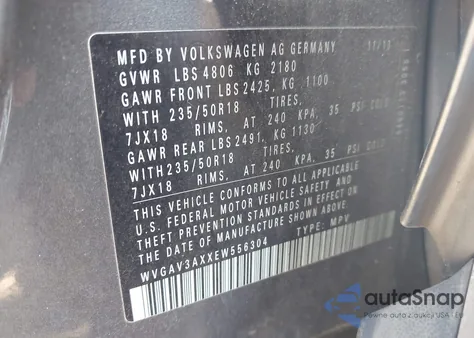 MFD BY VOLKSWAGEN AG GERMANY 11/13
GVWR LBS 4806 KG 2180
GAWR FRONT LBS 2425, KG 1100
WITH 235/50R18 TIRES,
7JX18 RIMS, AT 240 KPA, 35 PSI COLD
GAWR REAR LBS 2491, KG 1130
WITH 235/50R18 TIRES,
7JX18 RIMS, AT 240 KPA, 35 PSI COLD
THIS VEHICLE CONFORMS TO ALL APPLICABLE
U.S. FEDERAL MOTOR VEHICLE SAFETY AND
THEFT PREVENTION STANDARDS IN EFFECT ON
THE DATE OF MANUFACTURE SHOWN ABOVE
WVGAV3AXXEW556304 TYPE: MPV
autoSnap